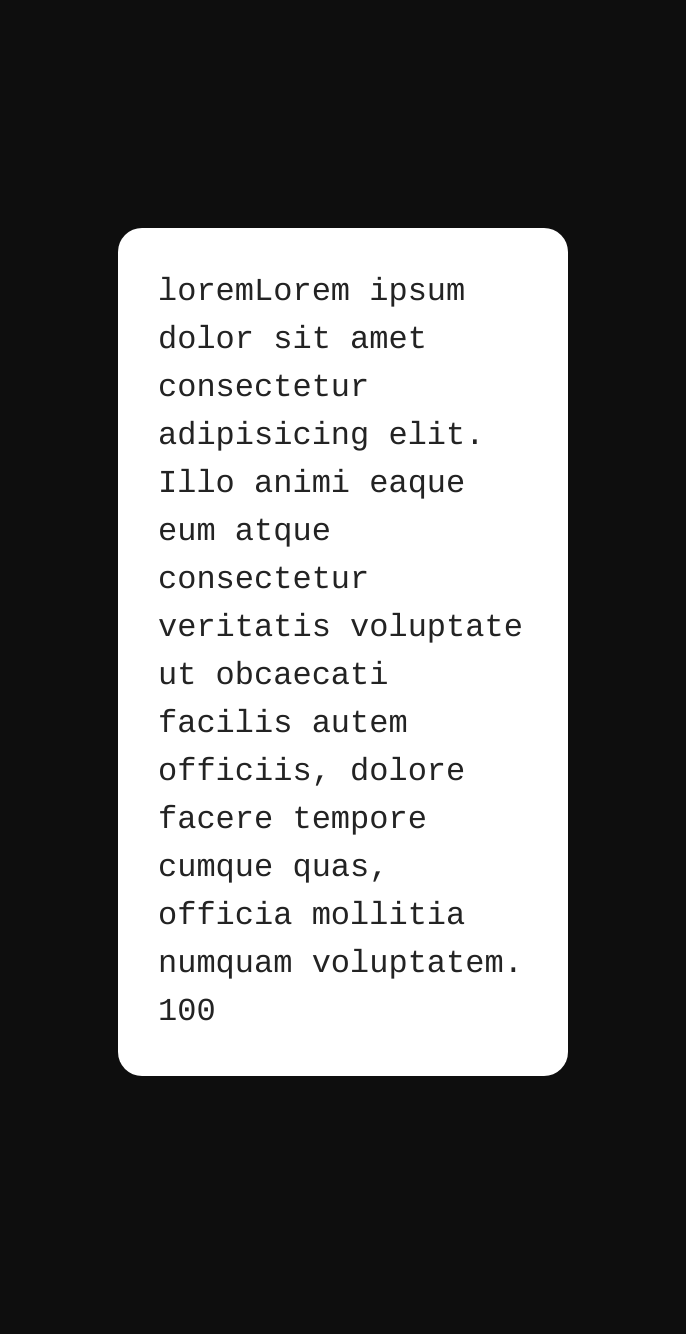 loremLorem ipsum
dolor sit amet
consectetur
adipisicing elit.
Illo animi eaque
eum atque
consectetur
veritatis voluptate
ut obcaecati
facilis autem
officiis, dolore
facere tempore
cumque quas,
officia mollitia
numquam voluptatem.
100